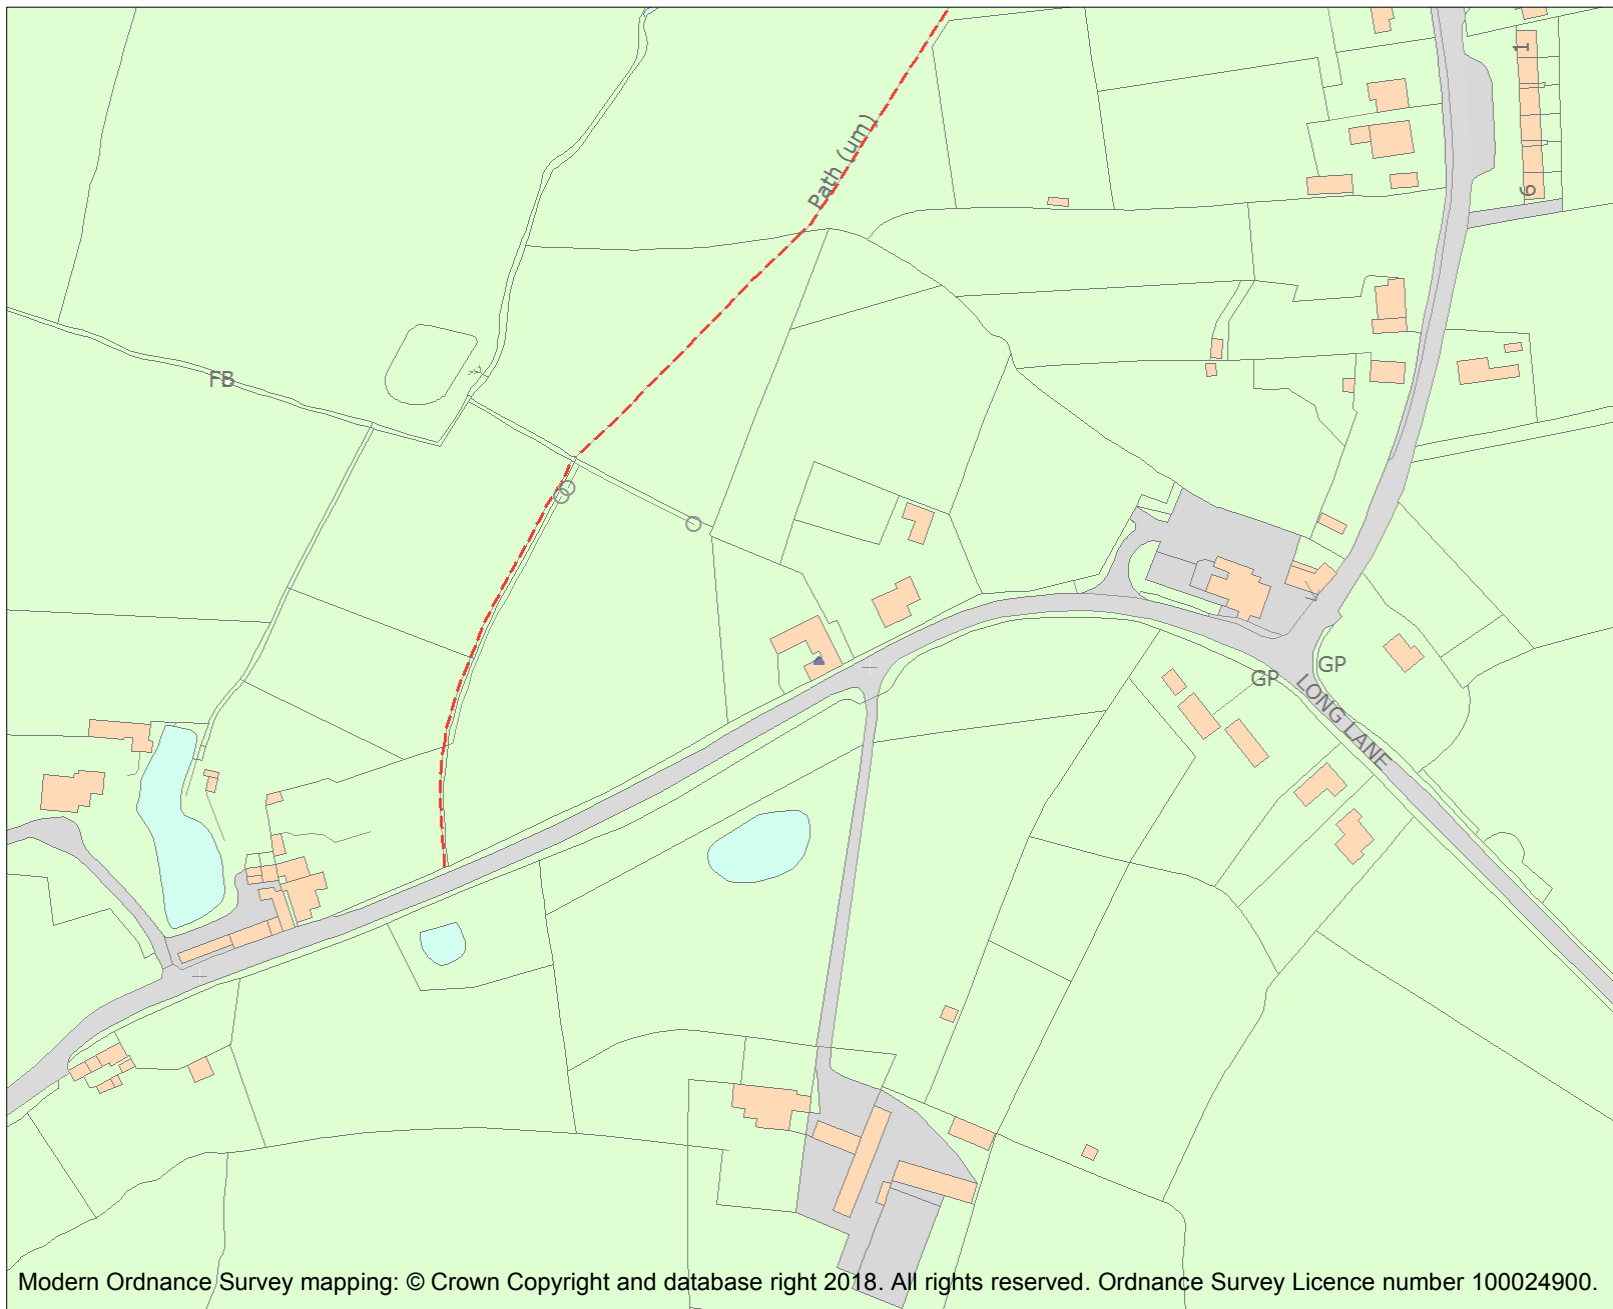 1
Path (um)
6
FB
GP
GP
LONG LANE
Modern Ordnance Survey mapping: © Crown Copyright and database right 2018. All rights reserved. Ordnance Survey Licence number 100024900.